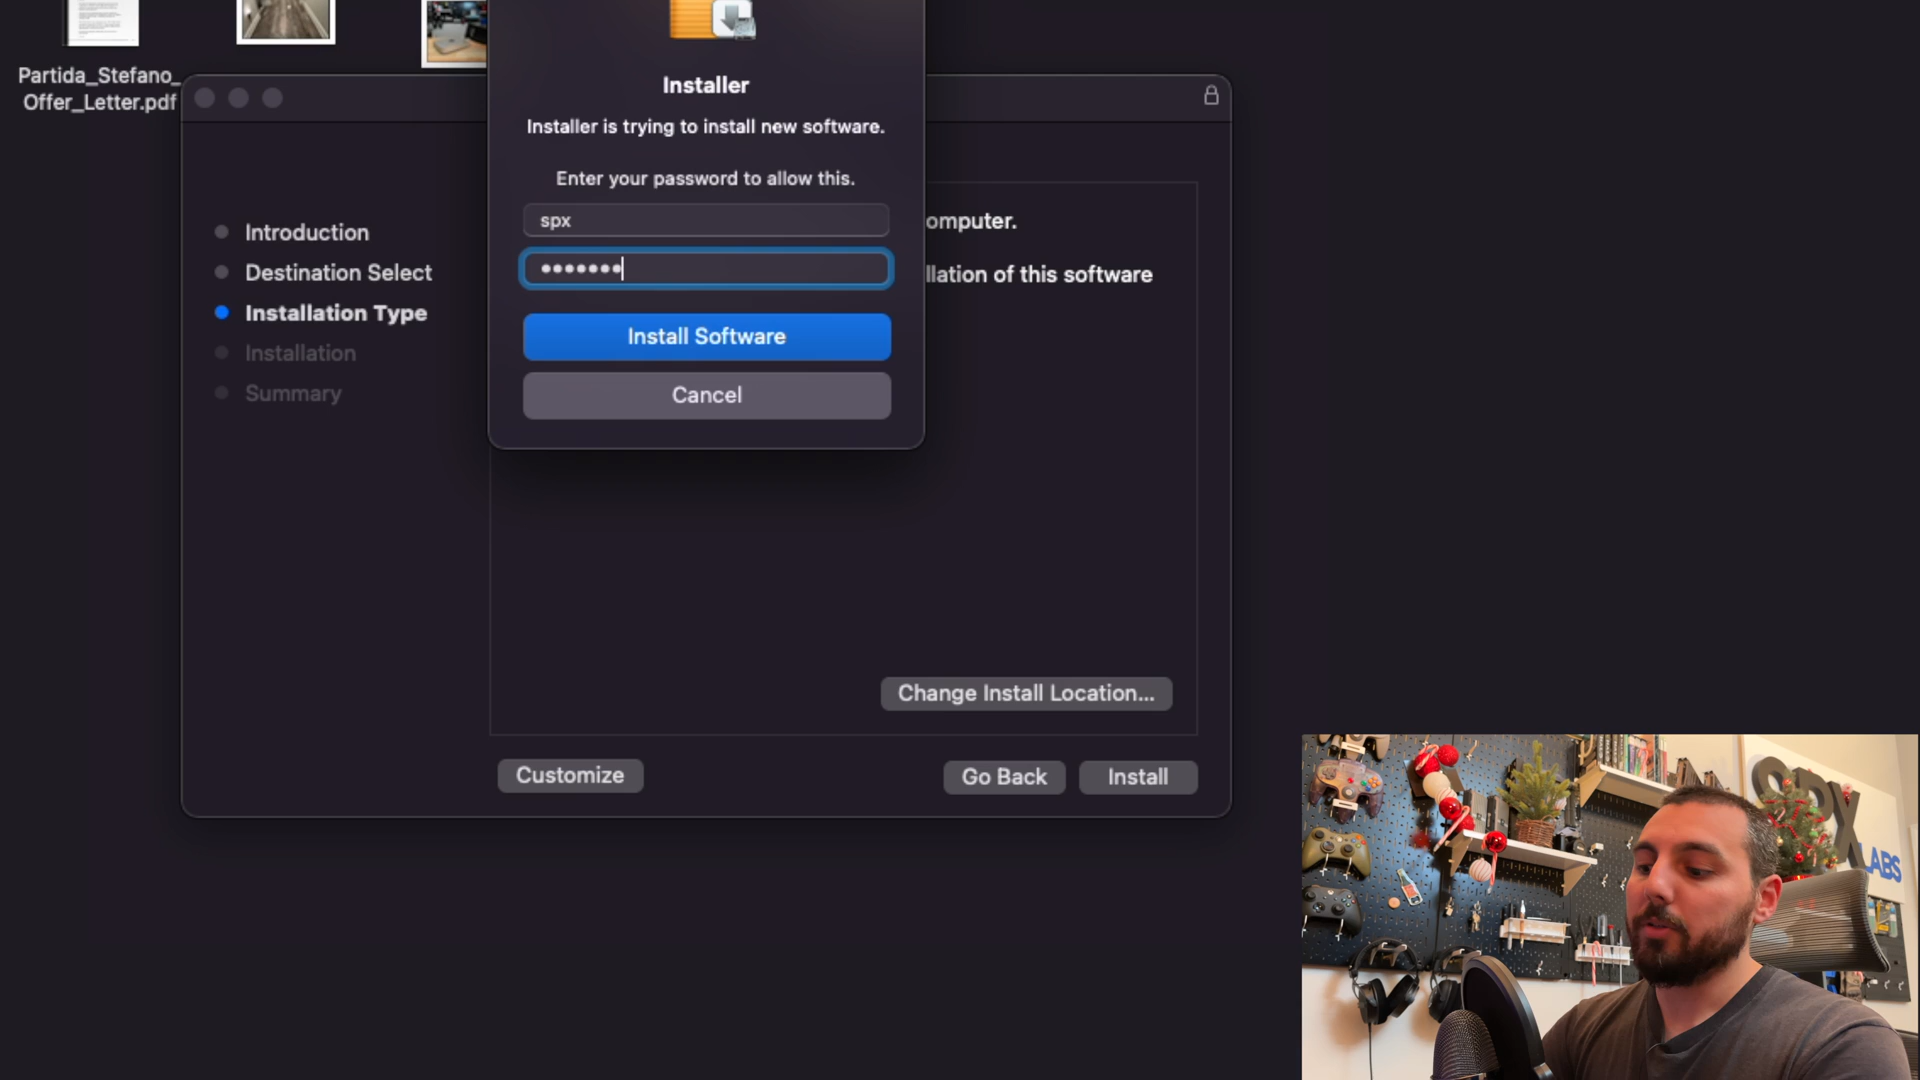 Partida_Stefano_
Offer_Letter.pdf
Installer
Installer is trying to install new software.
Enter your password to allow this.
spx
•••••••
Install Software
Cancel
omputer.
llation of this software
Introduction
Destination Select
Installation Type
Installation
Summary
Change Install Location...
Customize
Go Back
Install
SPX
LABS